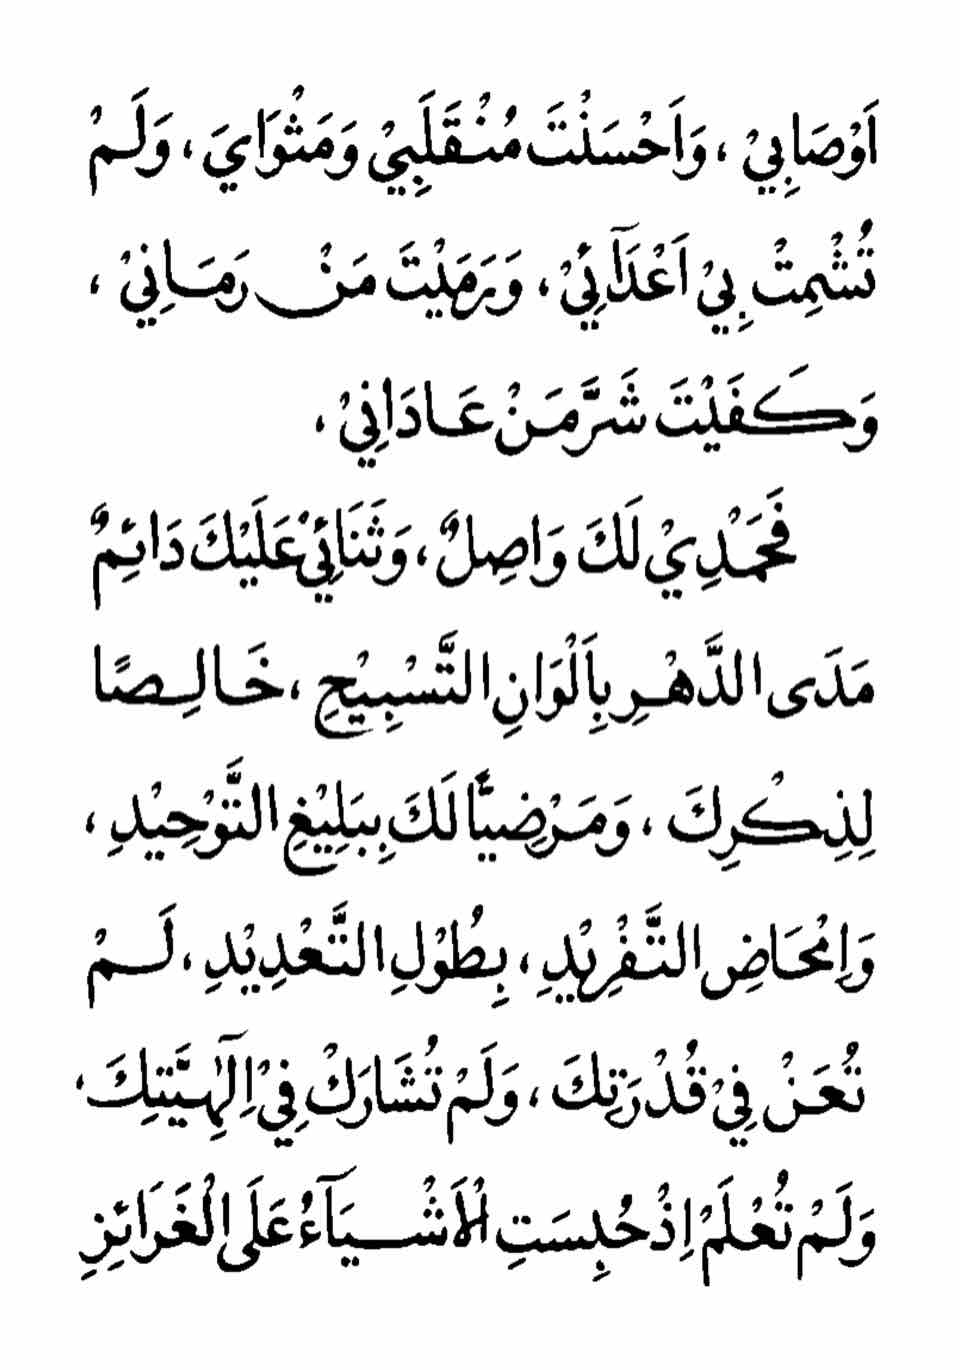 اَوْصَابِيْ ، وَاَحْسَنْتَ مُنْقَلَبِيْ وَمَثْوَايَ ، وَلَمْ
تُشْمِتْ بِيْ اَعْدَآئِيْ ، وَرَمَيْتَ مَنْ رَمَانِيْ ،
وَكَفَيْتَ شَرَّ مَنْ عَادَانِيْ ،
فَحَمْدِيْ لَكَ وَاصِلٌ ، وَثَنَائِيْ عَلَيْكَ دَائِمٌ
مَدَى الدَّهْرِ بِاَلْوَانِ التَّسْبِيْحِ ، خَالِصًا
لِذِكْرِكَ ، وَمَرْضِيًّا لَكَ بِبَلِيْغِ التَّوْحِيْدِ ،
وَاِمْحَاضِ التَّفْرِيْدِ ، بِطُوْلِ التَّعْدِيْدِ ، لَمْ
تُعَنْ فِيْ قُدْرَتِكَ ، وَلَمْ تُشَارَكْ فِيْ اِلٰهِيَّتِكَ ،
وَلَمْ تُعْلَمْ اِذْ حُبِسَتِ الْاَشْيَآءُ عَلَى الْغَرَائِزِ